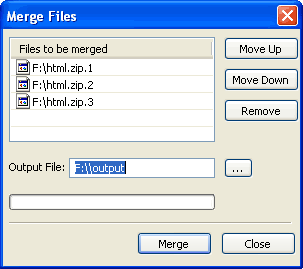 Merge Files
Files to be merged
F:\html.zip.1
F:\html.zip.2
F:\html.zip.3
Move Up
Move Down
Remove
Output File: F:\\output ...
Merge Close